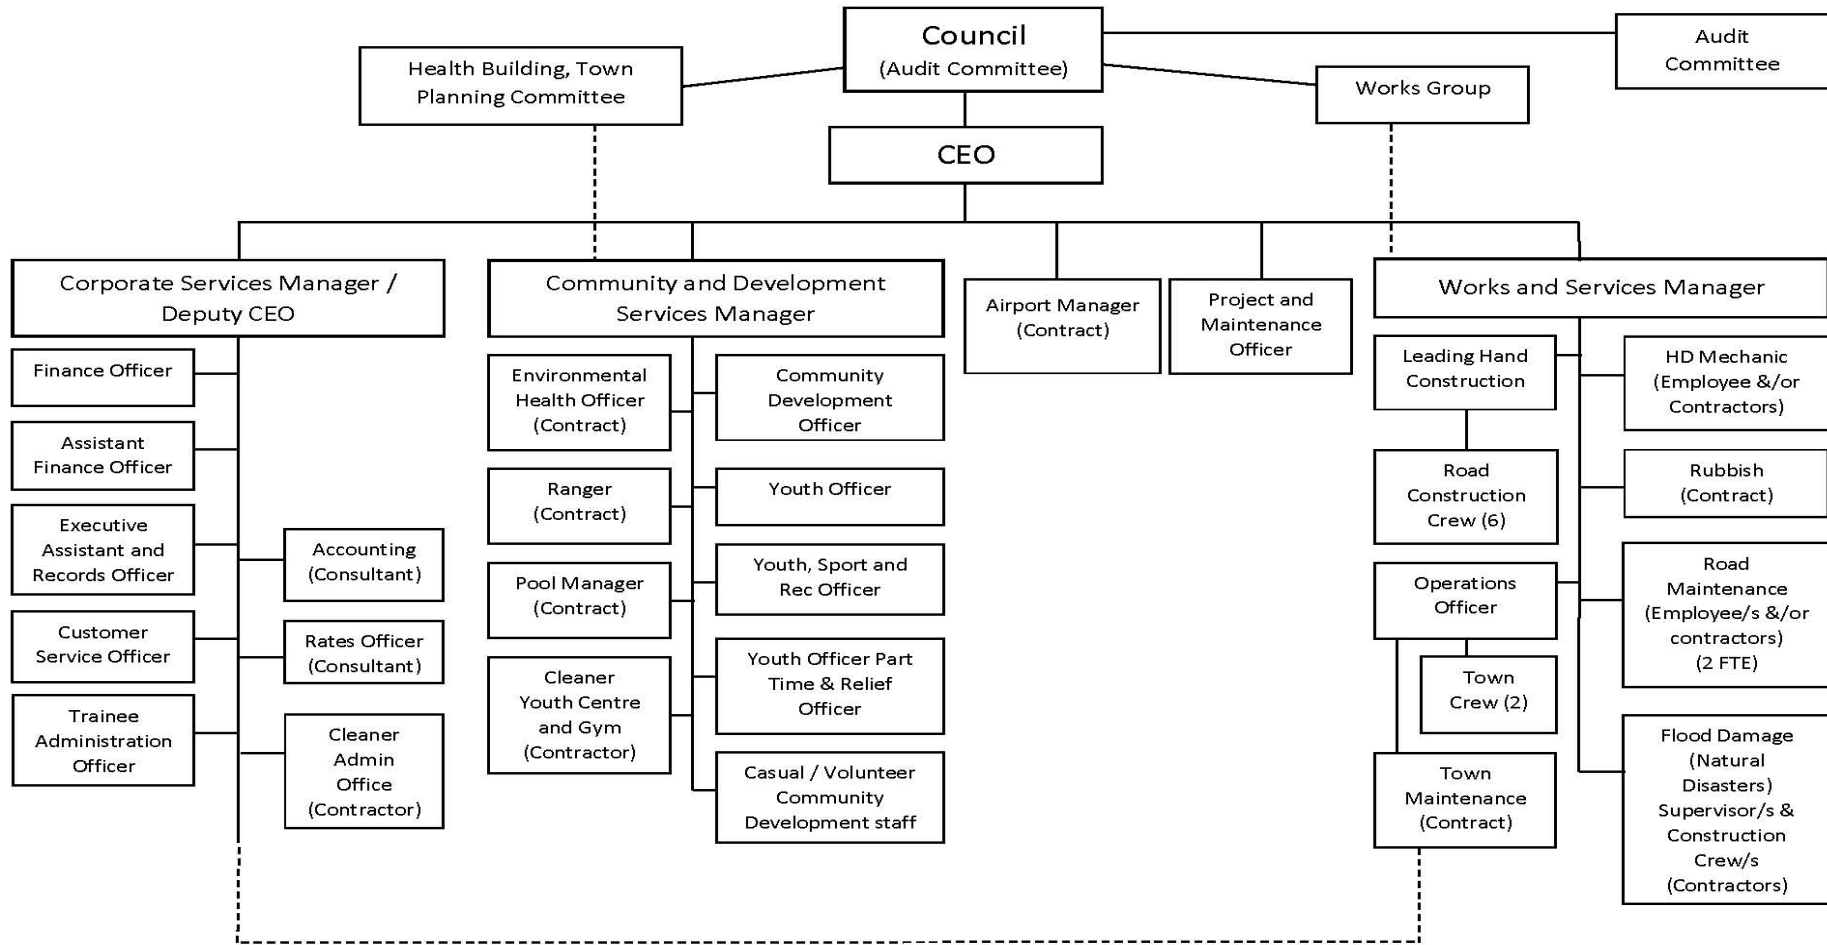 Council
(Audit Committee)
Audit
Committee
Health Building, Town
Planning Committee
Works Group
CEO
Corporate Services Manager /
Deputy CEO
Community and Development
Services Manager
Airport Manager
(Contract)
Project and
Maintenance
Officer
Works and Services Manager
Finance Officer
Assistant
Finance Officer
Executive
Assistant and
Records Officer
Customer
Service Officer
Trainee
Administration
Officer
Accounting
(Consultant)
Rates Officer
(Consultant)
Cleaner
Admin
Office
(Contractor)
Environmental
Health Officer
(Contract)
Ranger
(Contract)
Pool Manager
(Contract)
Cleaner
Youth Centre
and Gym
(Contractor)
Community
Development
Officer
Youth Officer
Youth, Sport and
Rec Officer
Youth Officer Part
Time & Relief
Officer
Casual / Volunteer
Community
Development staff
Leading Hand
Construction
Road
Construction
Crew (6)
Operations
Officer
Town
Crew (2)
Town
Maintenance
(Contract)
HD Mechanic
(Employee &/or
Contractors)
Rubbish
(Contract)
Road
Maintenance
(Employee/s &/or
contractors)
(2 FTE)
Flood Damage
(Natural
Disasters)
Supervisor/s &
Construction
Crew/s
(Contractors)